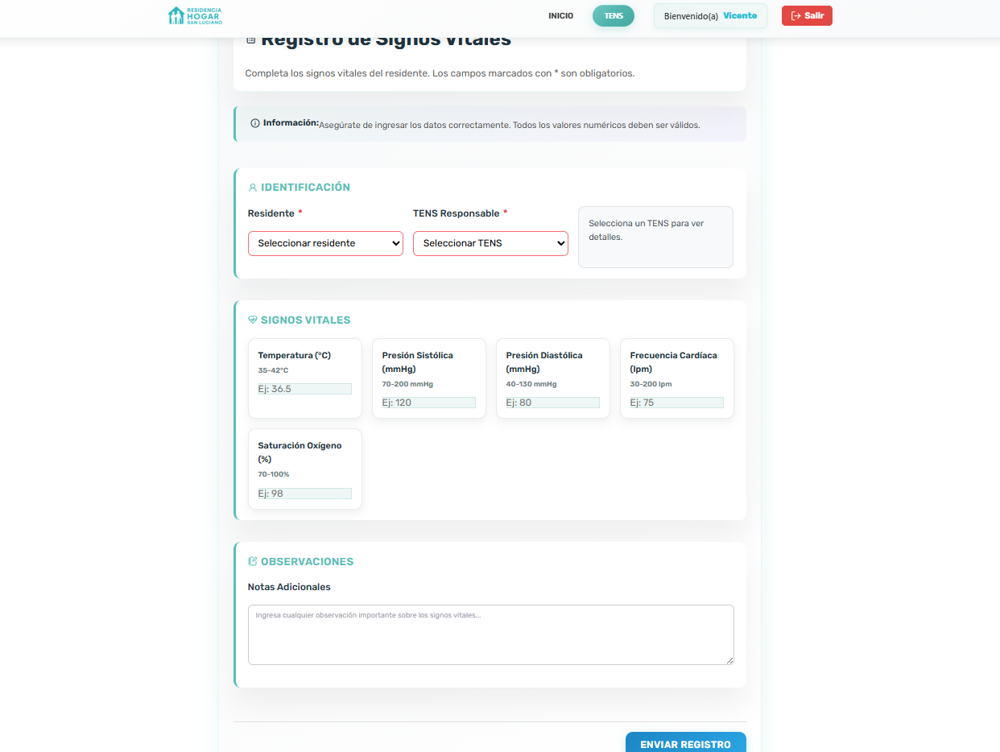 RESIDENCIA
HOGAR
SAN LUCIANO
INICIO
TENS
Bienvenido(a) Vicente
Salir
Registro de Signos Vitales
Completa los signos vitales del residente. Los campos marcados con * son obligatorios.
Información: Asegúrate de ingresar los datos correctamente. Todos los valores numéricos deben ser válidos.
IDENTIFICACIÓN
Residente *
Seleccionar residente
TENS Responsable *
Seleccionar TENS
Selecciona un TENS para ver
detalles.
SIGNOS VITALES
Temperatura (°C)
35-42°C
Ej: 36.5
Presión Sistólica
(mmHg)
70-200 mmHg
Ej: 120
Presión Diastólica
(mmHg)
40-130 mmHg
Ej: 80
Frecuencia Cardíaca
(lpm)
30-200 lpm
Ej: 75
Saturación Oxígeno
(%)
70-100%
Ej: 98
OBSERVACIONES
Notas Adicionales
Ingresa cualquier observación importante sobre los signos vitales...
ENVIAR REGISTRO